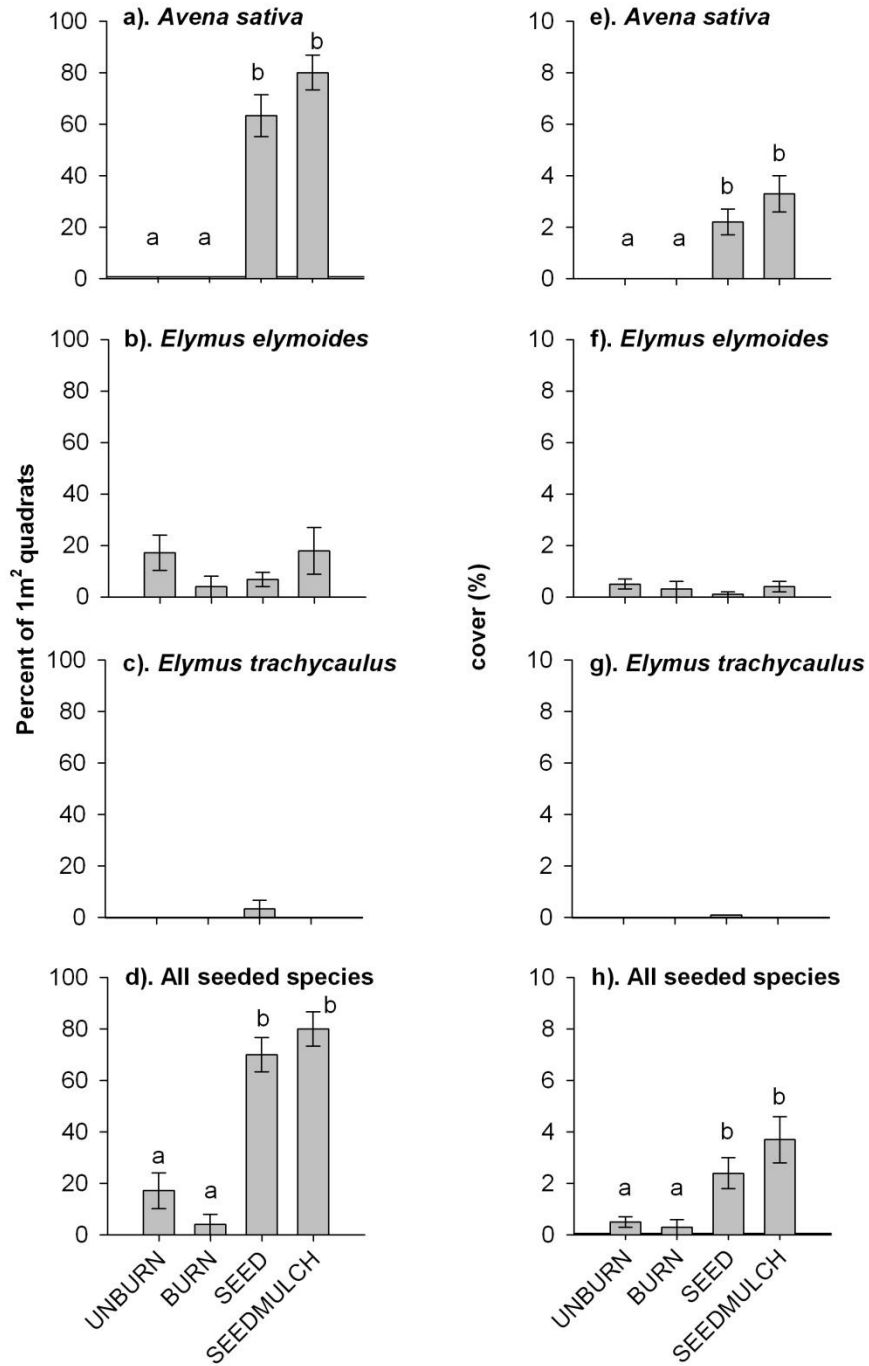 a). Avena sativa
100
80
60
40
20
0
a a b b
e). Avena sativa
10
8
6
4
2
0
a a b b
b). Elymus elymoides
100
80
60
40
20
0
f). Elymus elymoides
10
8
6
4
2
0
Percent of 1m² quadrats
cover (%)
c). Elymus trachycaulus
100
80
60
40
20
0
g). Elymus trachycaulus
10
8
6
4
2
0
d). All seeded species
100
80
60
40
20
0
a a b b
UNBURN
BURN
SEED
SEEDMULCH
h). All seeded species
10
8
6
4
2
0
a a b b
UNBURN
BURN
SEED
SEEDMULCH